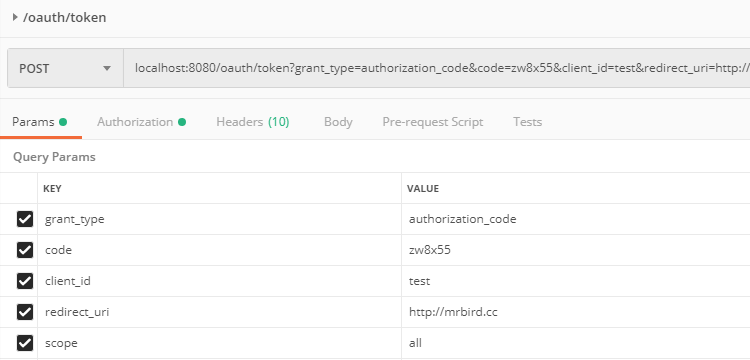 /oauth/token
POST localhost:8080/oauth/token?grant_type=authorization_code&code=zw8x55&client_id=test&redirect_uri=http://
Params Authorization Headers (10) Body Pre-request Script Tests
Query Params
KEY VALUE
grant_type authorization_code
code zw8x55
client_id test
redirect_uri http://mrbird.cc
scope all